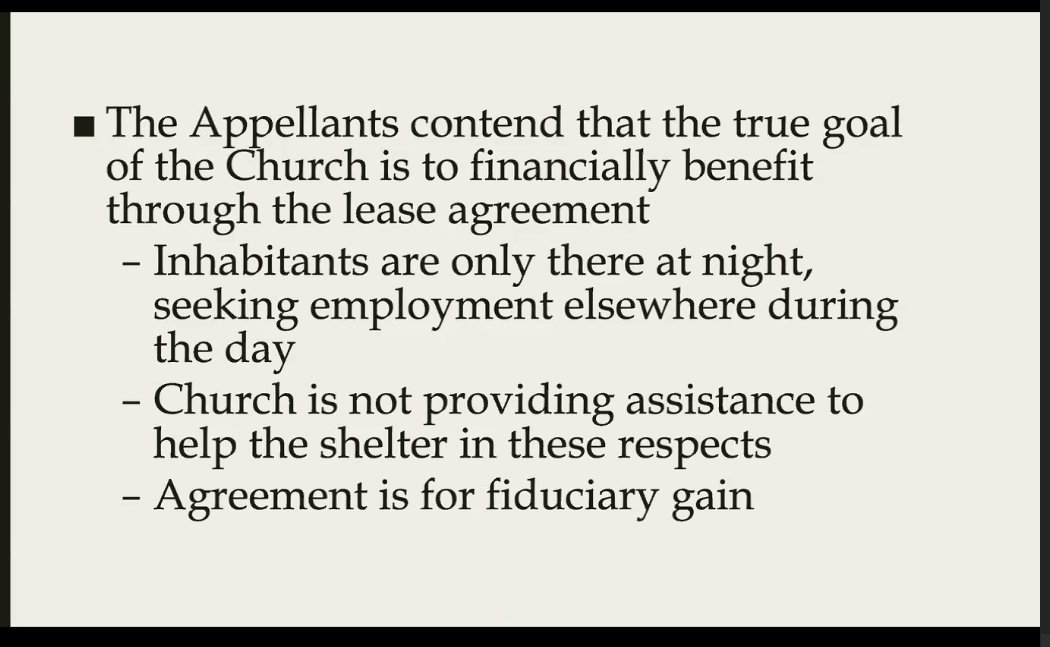 ■ The Appellants contend that the true goal
of the Church is to financially benefit
through the lease agreement
– Inhabitants are only there at night,
seeking employment elsewhere during
the day
– Church is not providing assistance to
help the shelter in these respects
– Agreement is for fiduciary gain